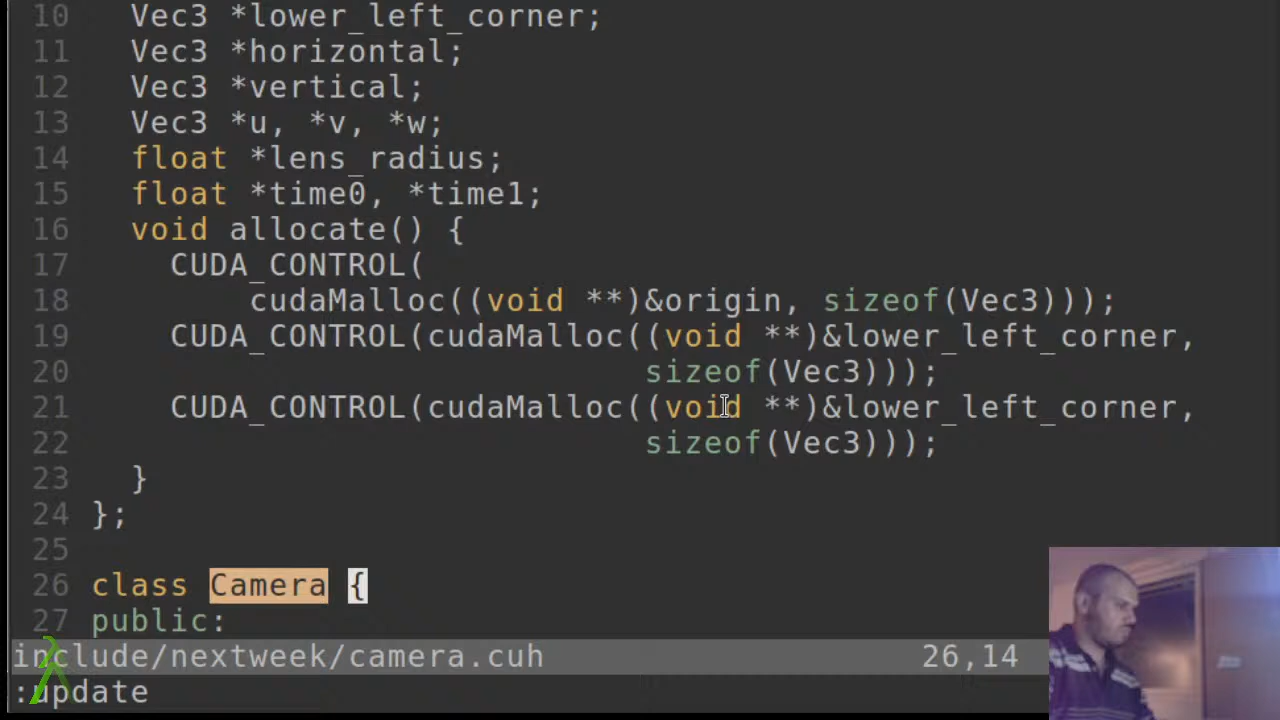 10 Vec3 *lower_left_corner;
11 Vec3 *horizontal;
12 Vec3 *vertical;
13 Vec3 *u, *v, *w;
14 float *lens_radius;
15 float *time0, *time1;
16 void allocate() {
17 CUDA_CONTROL(
18 cudaMalloc((void **)&origin, sizeof(Vec3)));
19 CUDA_CONTROL(cudaMalloc((void **)&lower_left_corner,
20 sizeof(Vec3)));
21 CUDA_CONTROL(cudaMalloc((void **)&lower_left_corner,
22 sizeof(Vec3)));
23 }
24 };
25
26 class Camera {
27 public:
include/nextweek/camera.cuh 26,14
:update